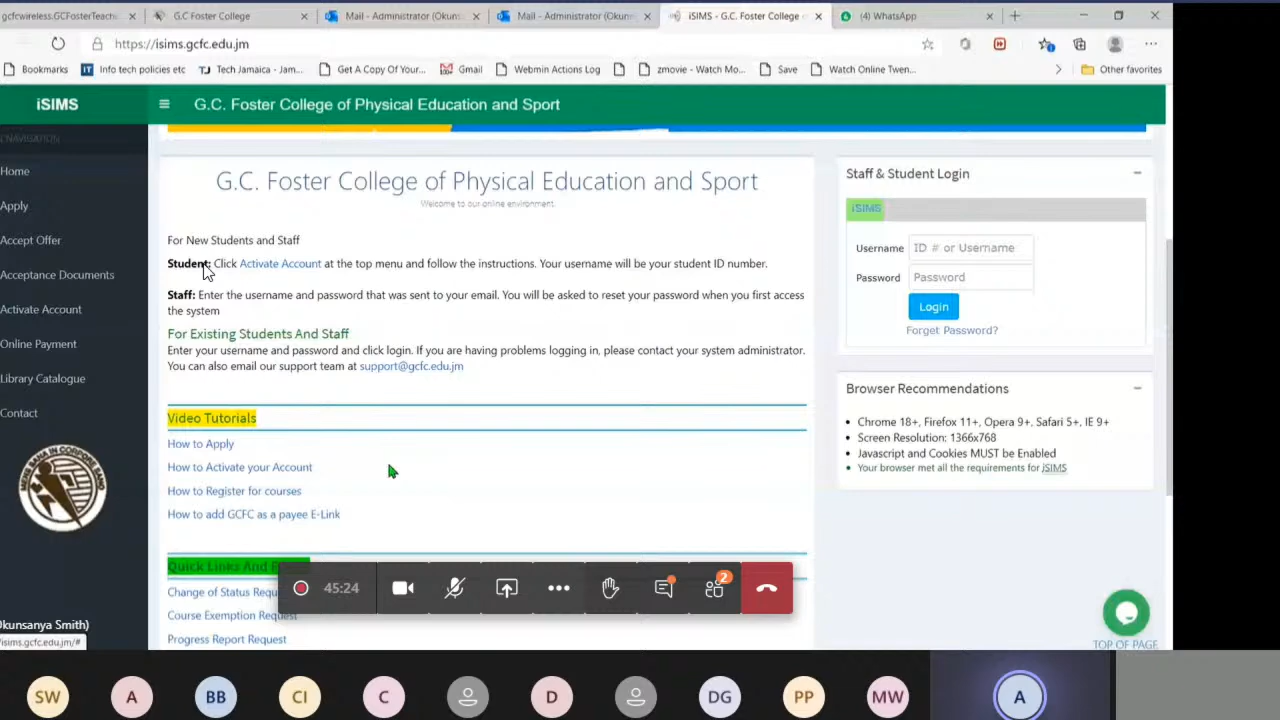 gcfcwireless.GCFosterTeach
G.C Foster College
Mail - Administrator (Okuns
Mail - Administrator (Okun
iSIMS - G.C. Foster College
(4) WhatsApp
https://isims.gcfc.edu.jm
Bookmarks
Info tech policies etc
TJ Tech Jamaica - Jam...
Get A Copy Of Your...
Gmail
Webmin Actions Log
zmovie - Watch Mo...
Save
Watch Online Twen...
Other favorites
iSIMS
G.C. Foster College of Physical Education and Sport
NAVIGATION
Home
Apply
Accept Offer
Acceptance Documents
Activate Account
Online Payment
Library Catalogue
Contact
G.C. Foster College of Physical Education and Sport
Welcome to our online environment.
For New Students and Staff
Student: Click Activate Account at the top menu and follow the instructions. Your username will be your student ID number.
Staff: Enter the username and password that was sent to your email. You will be asked to reset your password when you first access
the system
For Existing Students And Staff
Enter your username and password and click login. If you are having problems logging in, please contact your system administrator.
You can also email our support team at support@gcfc.edu.jm
Video Tutorials
How to Apply
How to Activate your Account
How to Register for courses
How to add GCFC as a payee E-Link
Quick Links And F
Change of Status Requ
Course Exemption Request
Progress Report Request
Staff & Student Login
iSIMS
Username
ID # or Username
Password
Password
Login
Forget Password?
Browser Recommendations
Chrome 18+, Firefox 11+, Opera 9+, Safari 5+, IE 9+
Screen Resolution: 1366x768
Javascript and Cookies MUST be Enabled
Your browser met all the requirements for iSIMS
TOP OF PAGE
45:24
2
Okunsanya Smith)
/isims.gcfc.edu.jm/#
SW
A
BB
CI
C
D
DG
PP
MW
A